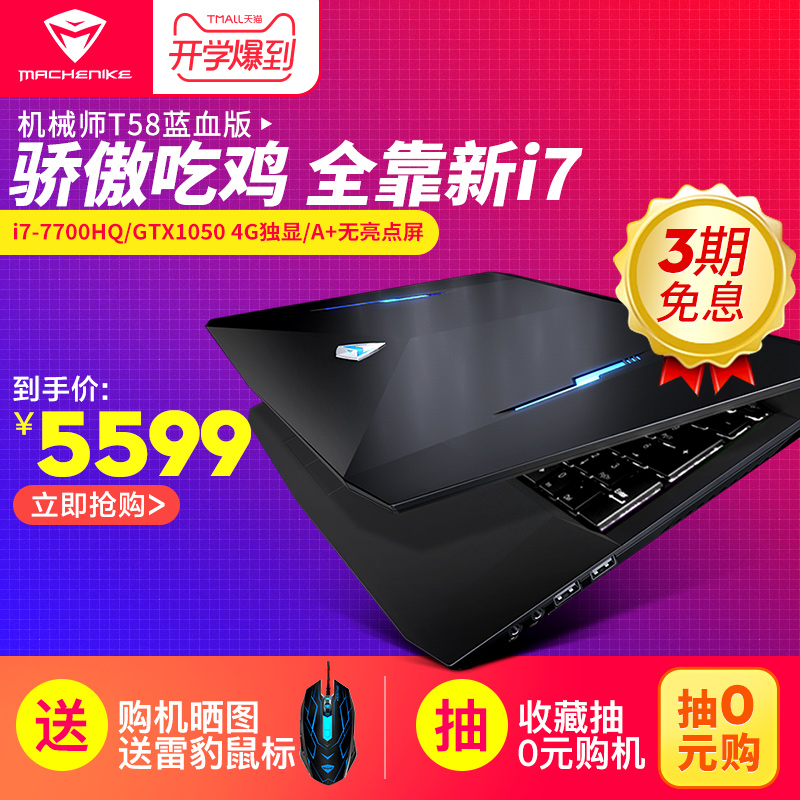 MACHENIKE
TMALL天猫
开学爆到
机械师T58蓝血版
骄傲吃鸡 全靠新i7
i7-7700HQ/GTX1050 4G独显/A+无亮点屏
3期
免息
到手价:
¥5599
立即抢购>
送
购机晒图
送雷豹鼠标
抽
收藏抽
0元购机
抽0
元购